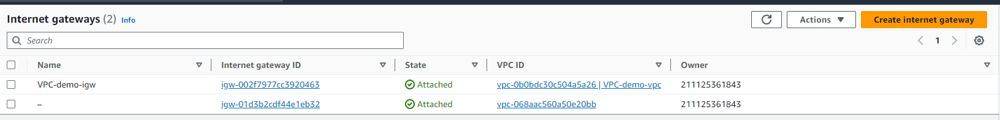 Internet gateways (2) Info
Actions
Create internet gateway
Search
1
Name Internet gateway ID State VPC ID Owner
VPC-demo-igw igw-002f7977cc3920463 Attached vpc-0b0bdc30c504a5a26 | VPC-demo-vpc 211125361843
– igw-01d3b2cdf44e1eb32 Attached vpc-068aac560a50e20bb 211125361843